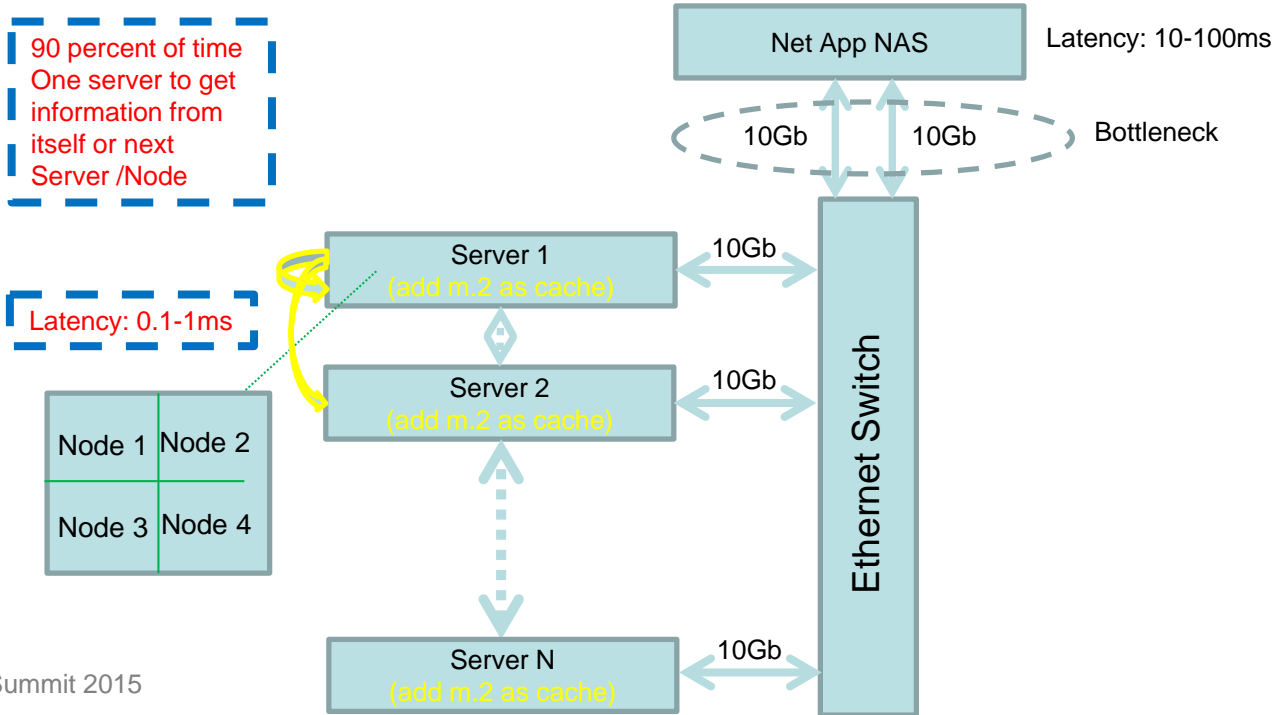 90 percent of time
One server to get
information from
itself or next
Server /Node
Net App NAS
Latency: 10-100ms
10Gb
10Gb
Bottleneck
Server 1
(add m.2 as cache)
10Gb
Latency: 0.1-1ms
Server 2
(add m.2 as cache)
10Gb
Ethernet Switch
Node 1
Node 2
Node 3
Node 4
Server N
(add m.2 as cache)
10Gb
Summit 2015